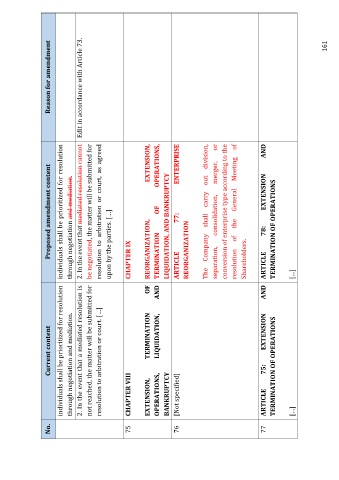 No.
Current content
Proposed amendment content
Reason for amendment
individuals shall be prioritized for resolution
through negotiation and mediation.
2. In the event that a mediated resolution is
not reached, the matter will be submitted for
resolution to arbitration or court. [...]
individuals shall be prioritized for resolution
through negotiation and mediation.
2. In the event that mediated resolution cannot
be negotiated, the matter will be submitted for
resolution to arbitration or court, as agreed
upon by the parties. [...]
Edit in accordance with Article 73.
75
CHAPTER VIII
EXTENSION, TERMINATION OF
OPERATIONS, LIQUIDATION, AND
BANKRUPTCY
CHAPTER IX
REORGANIZATION, EXTENSION,
TERMINATION OF OPERATIONS,
LIQUIDATION, AND BANKRUPTCY
76
[Not specified]
ARTICLE 77: ENTERPRISE
REORGANIZATION
The Company shall carry out division,
separation, consolidation, merger, or
conversion of enterprise type according to the
resolution of the General Meeting of
Shareholders.
77
ARTICLE 75: EXTENSION AND
TERMINATION OF OPERATIONS
[...]
ARTICLE 78: EXTENSION AND
TERMINATION OF OPERATIONS
[...]
161